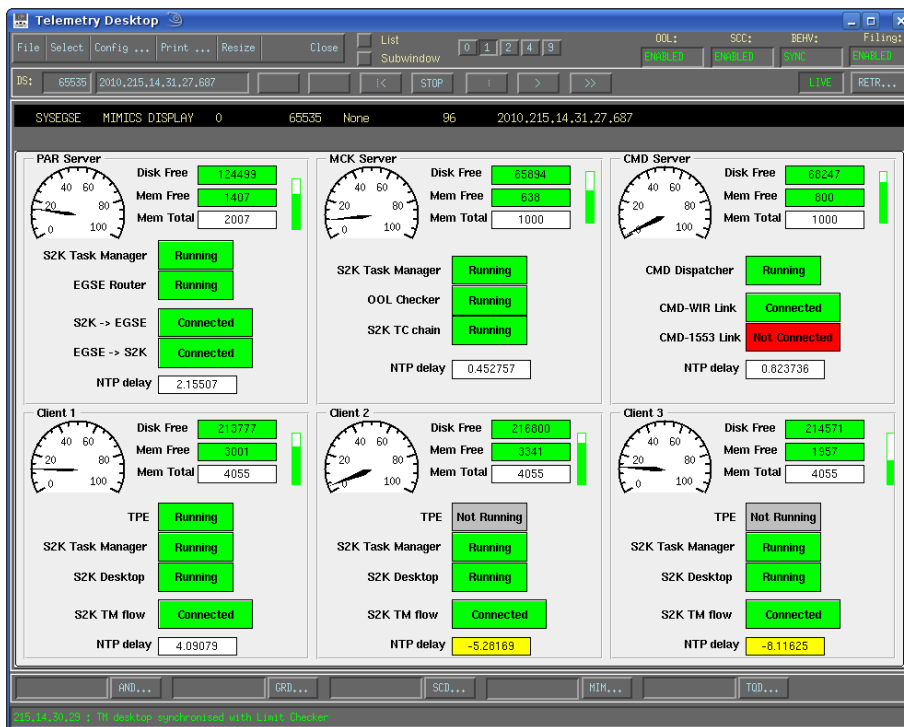 Telemetry Desktop
File Select Config ... Print ... Resize Close
List
Subwindow
0 1 2 4 9
OOL: SCC: BEHV: Filing:
ENABLED ENABLED SYNC ENABLED
DS: 65535 2010.215.14.31.27.687 |< STOP | > >> LIVE RETR...
SYSEGSE MIMICS DISPLAY 0 65535 None 96 2010.215.14.31.27.687
PAR Server
0 20 40 60 80 100
Disk Free 124499
Mem Free 1407
Mem Total 2007
S2K Task Manager Running
EGSE Router Running
S2K -> EGSE Connected
EGSE -> S2K Connected
NTP delay 2.15507
MCK Server
0 20 40 60 80 100
Disk Free 65894
Mem Free 638
Mem Total 1000
S2K Task Manager Running
OOL Checker Running
S2K TC chain Running
NTP delay 0.452757
CMD Server
0 20 40 60 80 100
Disk Free 68247
Mem Free 800
Mem Total 1000
CMD Dispatcher Running
CMD-WIR Link Connected
CMD-1553 Link Not Connected
NTP delay 0.823736
Client 1
0 20 40 60 80 100
Disk Free 213777
Mem Free 3001
Mem Total 4055
TPE Running
S2K Task Manager Running
S2K Desktop Running
S2K TM flow Connected
NTP delay 4.09079
Client 2
0 20 40 60 80 100
Disk Free 216800
Mem Free 3341
Mem Total 4055
TPE Not Running
S2K Task Manager Running
S2K Desktop Running
S2K TM flow Connected
NTP delay -5.28169
Client 3
0 20 40 60 80 100
Disk Free 214571
Mem Free 1957
Mem Total 4055
TPE Not Running
S2K Task Manager Running
S2K Desktop Running
S2K TM flow Connected
NTP delay -8.11625
AND... GRD... SCD... MIM... TQD...
215.14.30.29 : TM desktop synchronised with Limit Checker